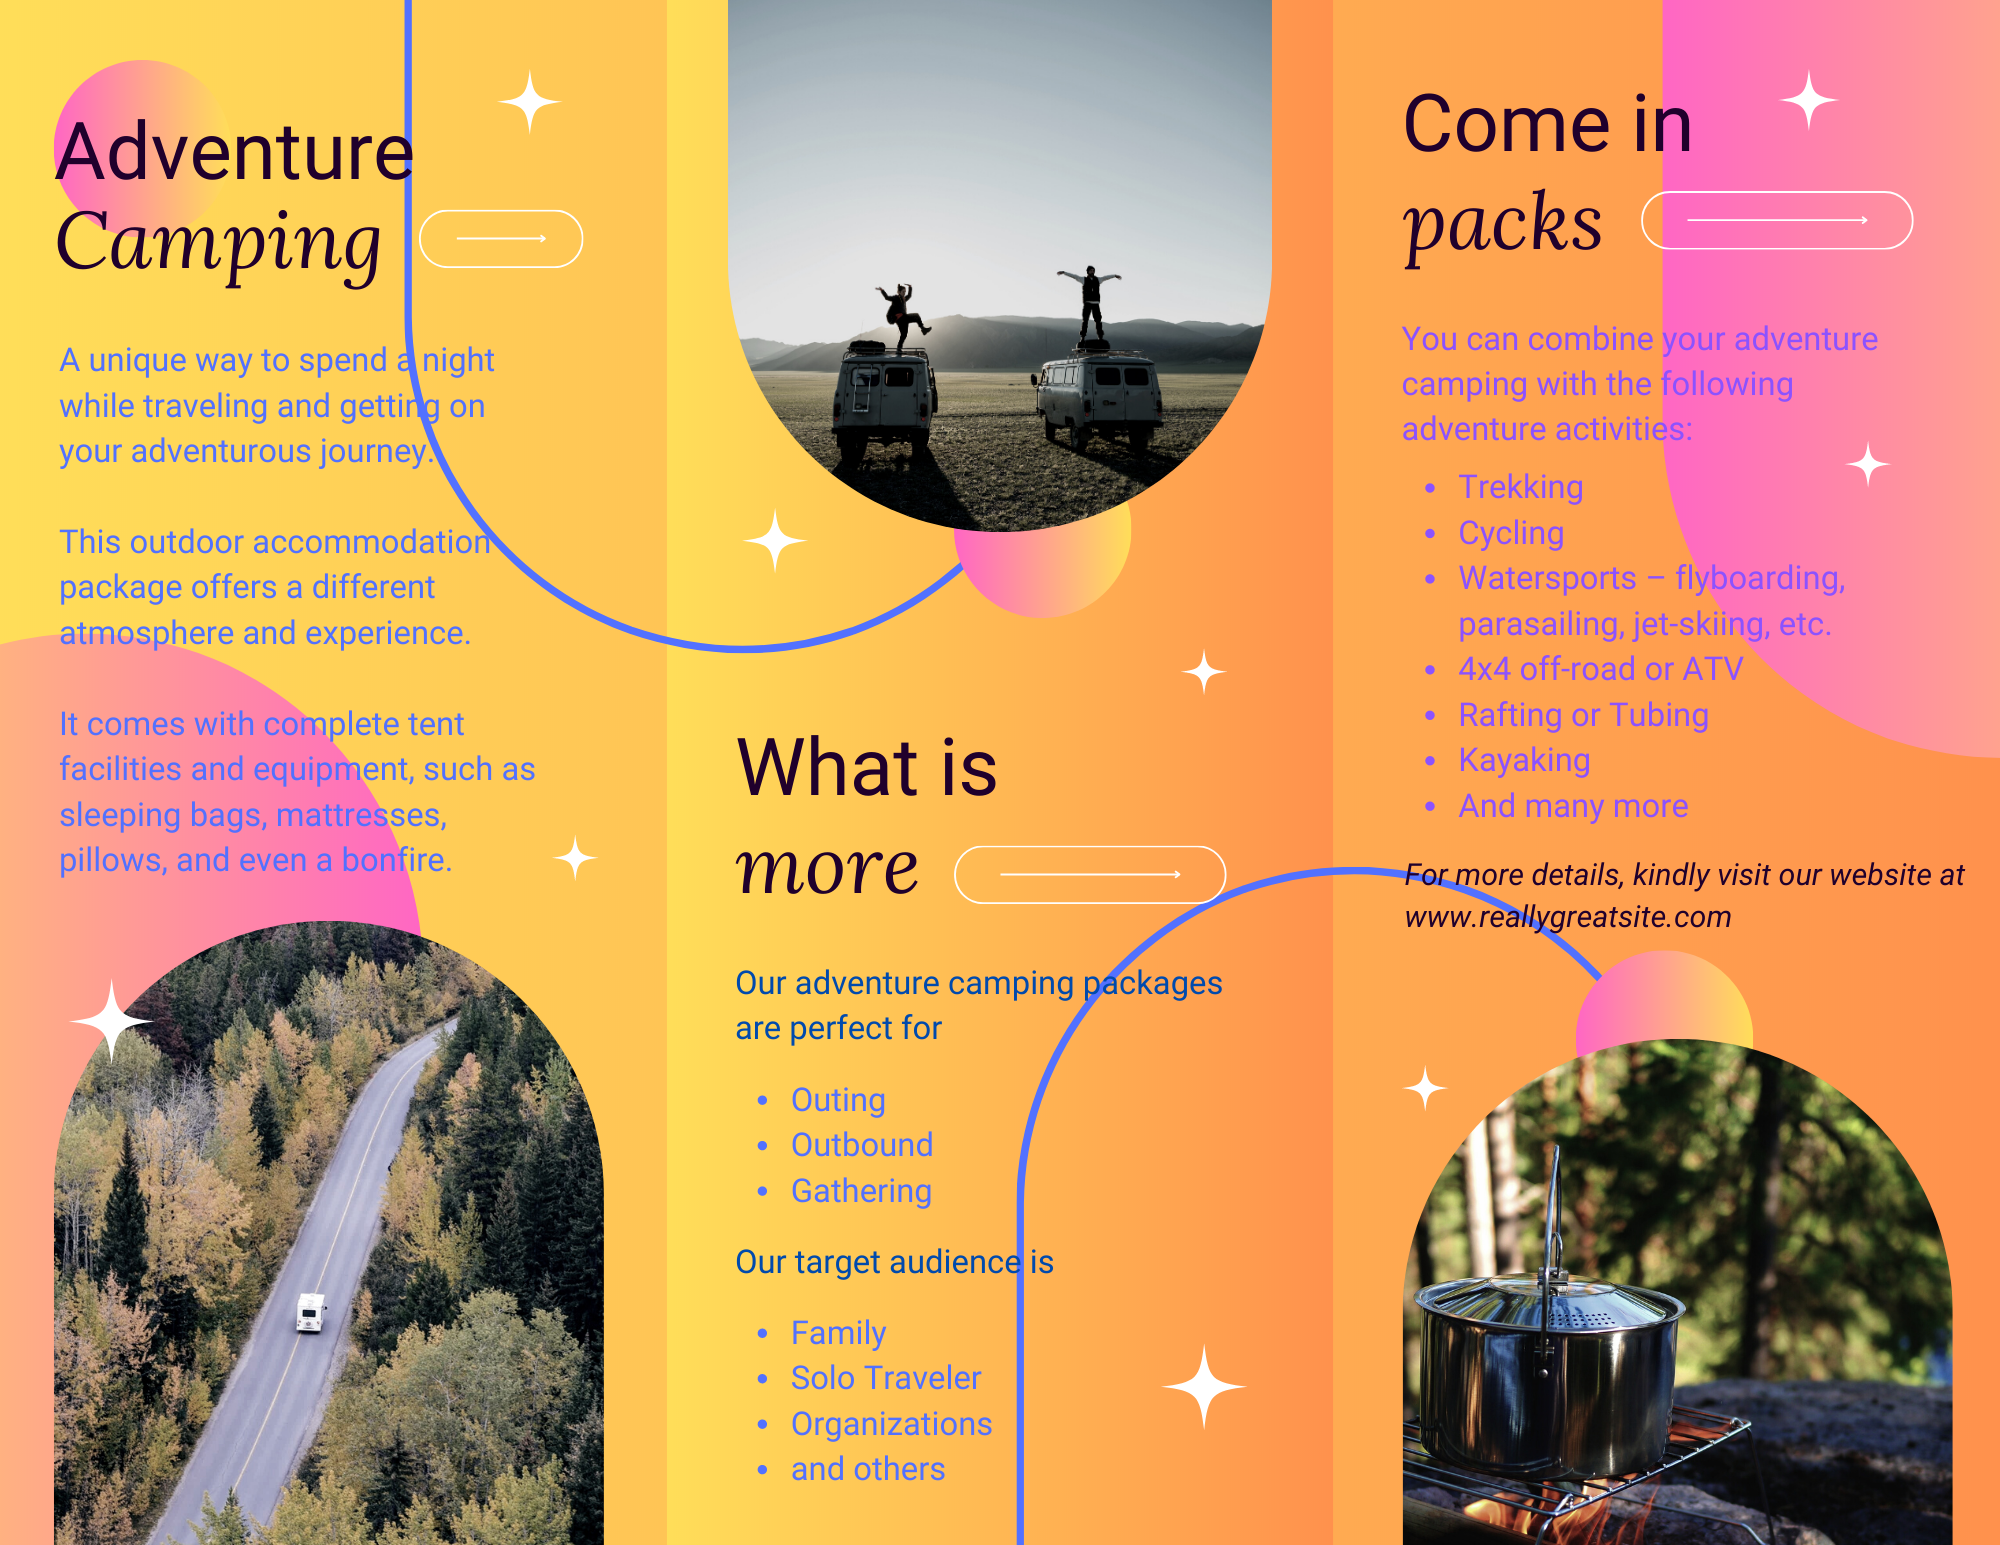 Adventure
Camping
A unique way to spend a night
while traveling and getting on
your adventurous journey.
This outdoor accommodation
package offers a different
atmosphere and experience.
It comes with complete tent
facilities and equipment, such as
sleeping bags, mattresses,
pillows, and even a bonfire.
What is
more
Our adventure camping packages
are perfect for
• Outing
• Outbound
• Gathering
Our target audience is
• Family
• Solo Traveler
• Organizations
• and others
Come in
packs
You can combine your adventure
camping with the following
adventure activities:
• Trekking
• Cycling
• Watersports – flyboarding,
parasailing, jet-skiing, etc.
• 4x4 off-road or ATV
• Rafting or Tubing
• Kayaking
• And many more
For more details, kindly visit our website at
www.reallygreatsite.com